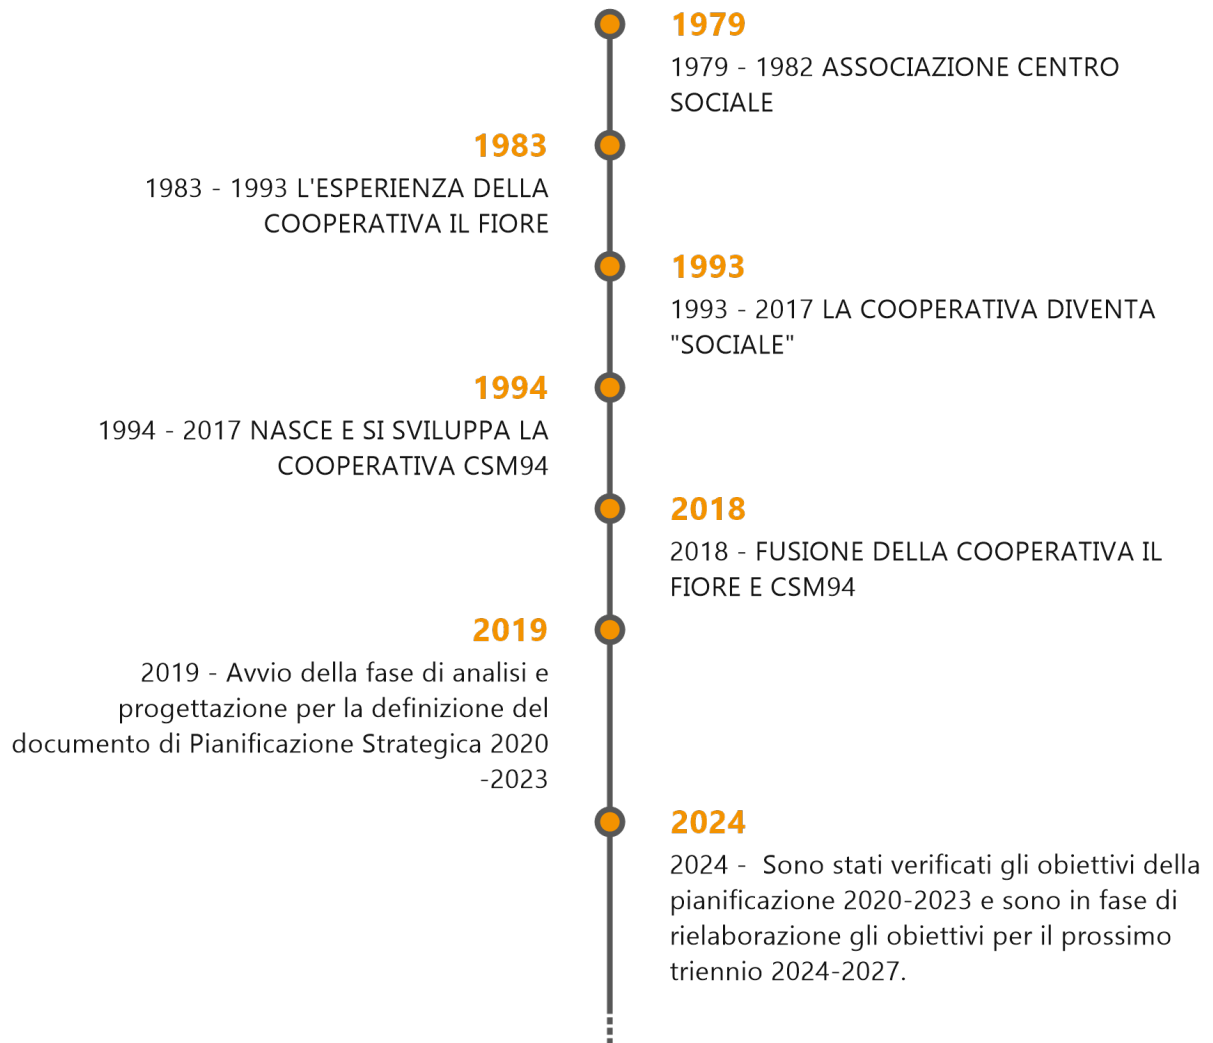 1979
1979 - 1982 ASSOCIAZIONE CENTRO
SOCIALE
1983
1983 - 1993 L'ESPERIENZA DELLA
COOPERATIVA IL FIORE
1993
1993 - 2017 LA COOPERATIVA DIVENTA
"SOCIALE"
1994
1994 - 2017 NASCE E SI SVILUPPA LA
COOPERATIVA CSM94
2018
2018 - FUSIONE DELLA COOPERATIVA IL
FIORE E CSM94
2019
2019 - Avvio della fase di analisi e
progettazione per la definizione del
documento di Pianificazione Strategica 2020
-2023
2024
2024 -  Sono stati verificati gli obiettivi della
pianificazione 2020-2023 e sono in fase di
rielaborazione gli obiettivi per il prossimo
triennio 2024-2027.